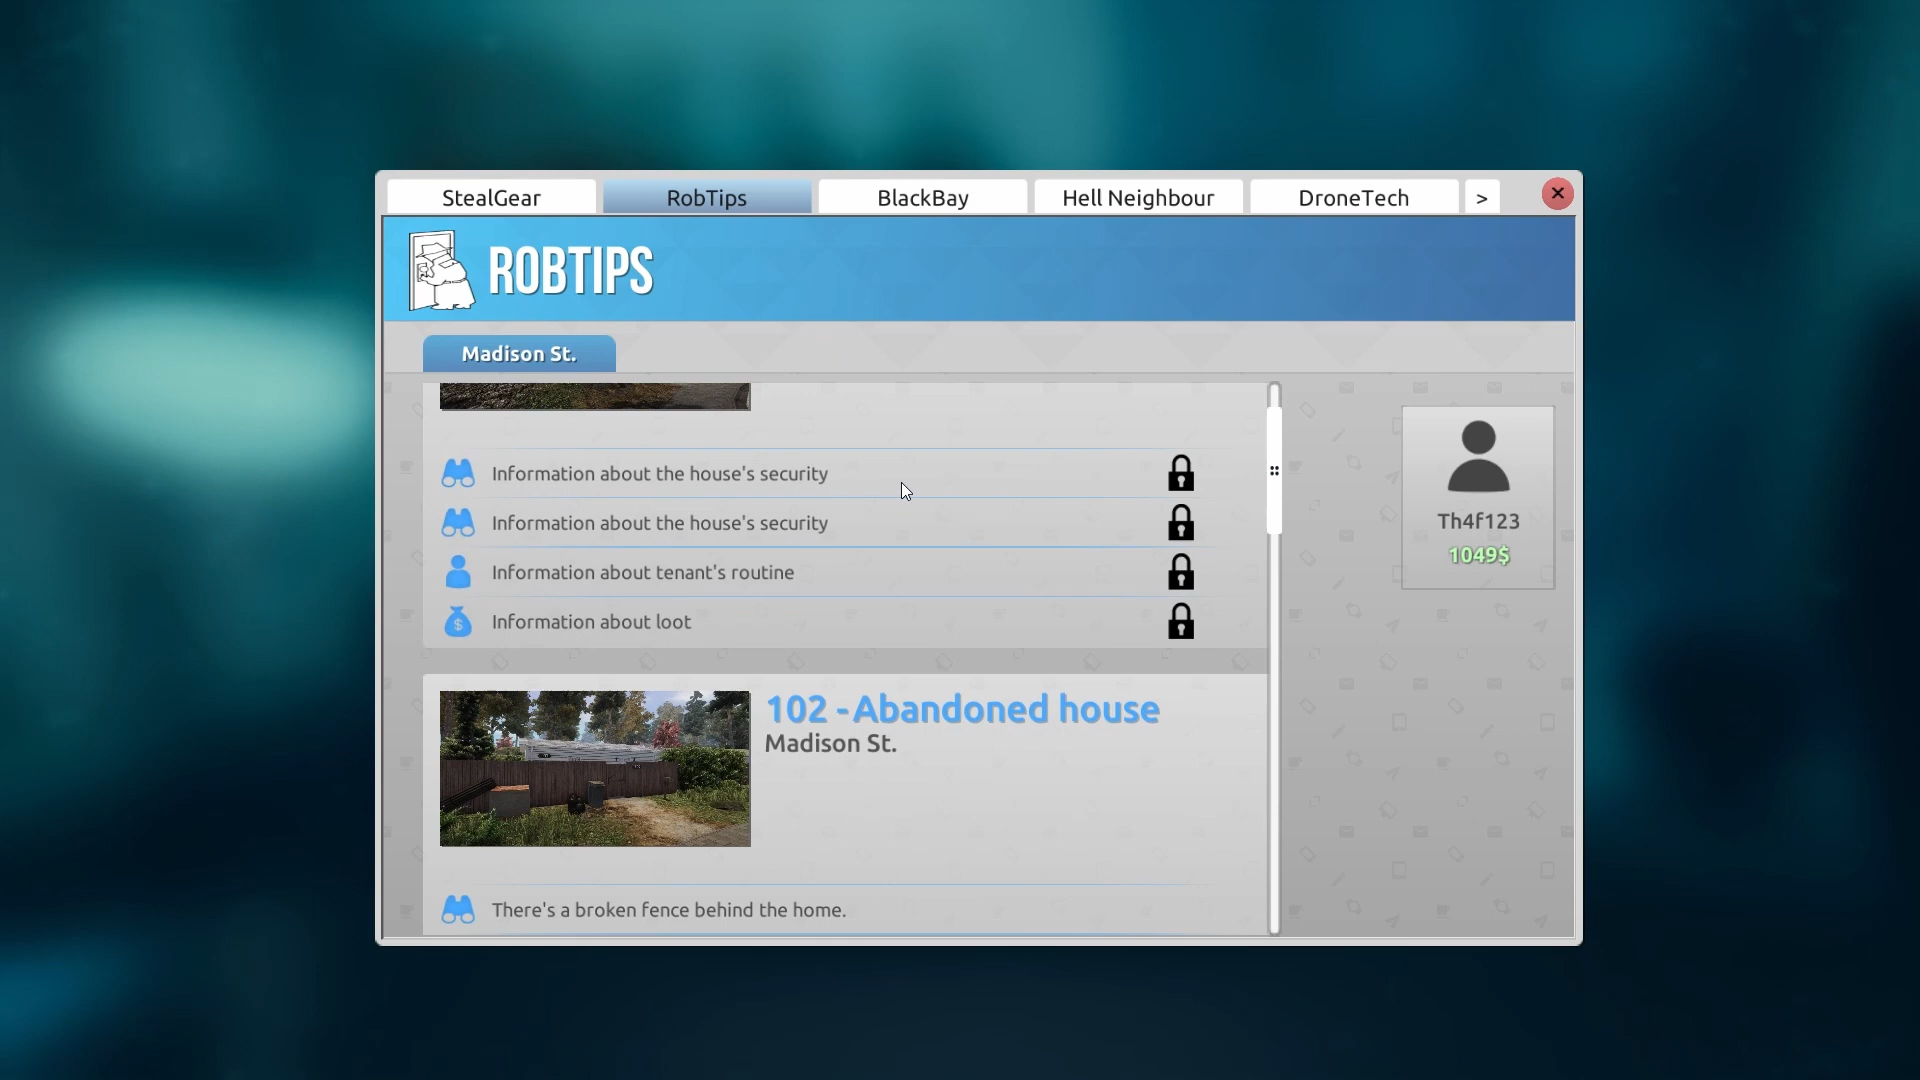 StealGear
RobTips
BlackBay
Hell Neighbour
DroneTech
>
ROBTIPS
Madison St.
Information about the house's security
Information about the house's security
Information about tenant's routine
Information about loot
Th4f123
1049$
102 - Abandoned house
Madison St.
There's a broken fence behind the home.